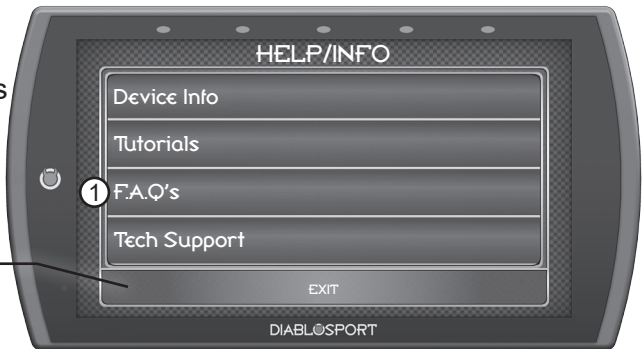 HELP/INFO
Device Info
s
Tutorials
1
F.A.Q's
Tech Support
EXIT
DIABLOSPORT